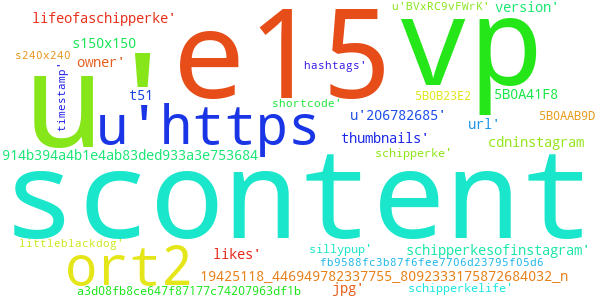 u'BVxRC9vFWrK'
version'
lifeofaschipperke'
e15
vp
s150x150
s240x240
owner'
hashtags'
u'
timestamp'
t51
5B0B23E2
5B0A41F8
shortcode'
u'https
u'206782685'
5B0AAB9D
url'
thumbnails'
cdninstagram
914b394a4b1e4ab83ded933a3e753684
schipperke'
scontent
littleblackdog'
ort2
likes'
sillypup'
schipperkesofinstagram'
fb9588fc3b87f6fee7706d23795f05d6
19425118_446949782337755_8092333175872684032_n
a3d08fb8ce647f87177c74207963df1b
jpg'
schipperkelife'